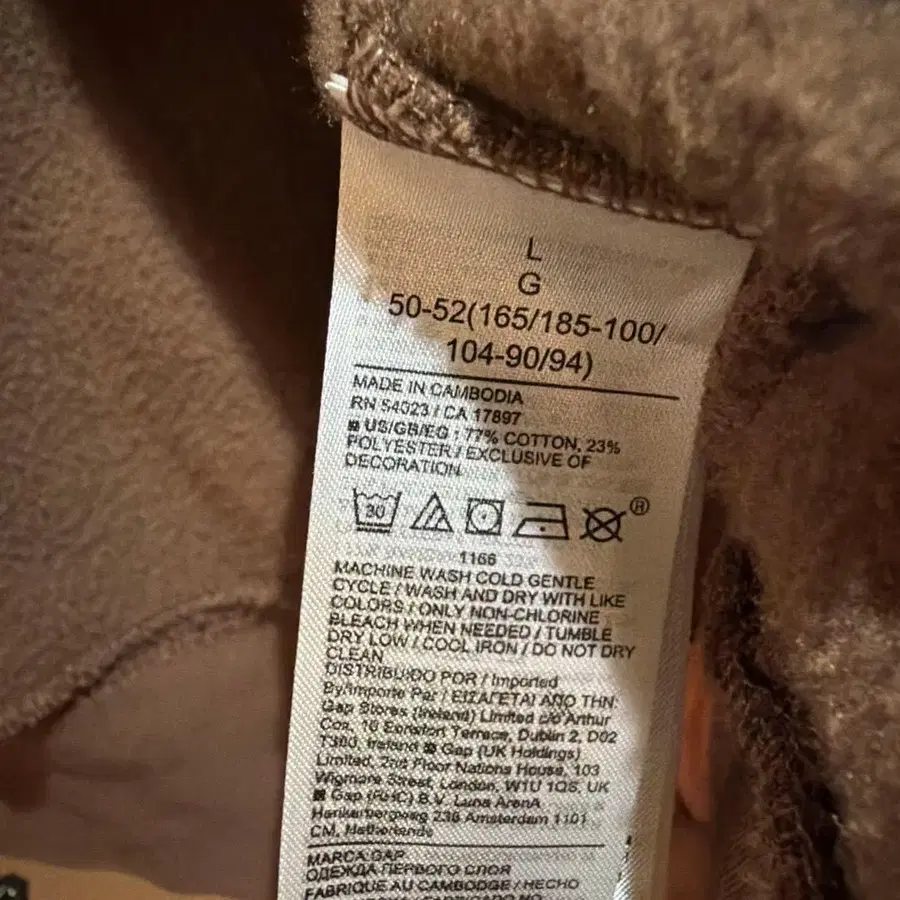 L
G
50-52(165/185-100/
104-90/94)
MADE IN CAMBODIA
RN 54023 / CA 17897
US/GB/EG : 77% COTTON, 23%
POLYESTER / EXCLUSIVE OF
DECORATION
30
®
1166
MACHINE WASH COLD GENTLE
CYCLE / WASH AND DRY WITH LIKE
COLORS / ONLY NON-CHLORINE
BLEACH WHEN NEEDED / TUMBLE
DRY LOW / COOL IRON / DO NOT DRY
CLEAN
DISTRIBUIDO POR / Imported
By/Importe Par / ΕΙΣΑΓΕΤΑΙ ΑΠΟ ΤΗΝ:
Gap Stores (Ireland) Limited c/o Arthur
Cox, 10 Earlsfort Terrace, Dublin 2, D02
T380, Ireland Gap (UK Holdings)
Limited, 2nd Floor Nations House, 103
Wigmore Street, London, W1U 1QS, UK
Gap (RHC) B.V. Luna ArenA
238 Amsterdam 1101
CM, Netherlands
MARCA:GAP
ОДЕЖДА ПЕРВОГО СЛОЯ
FABRIQUE AU CAMBODGE / HECHO